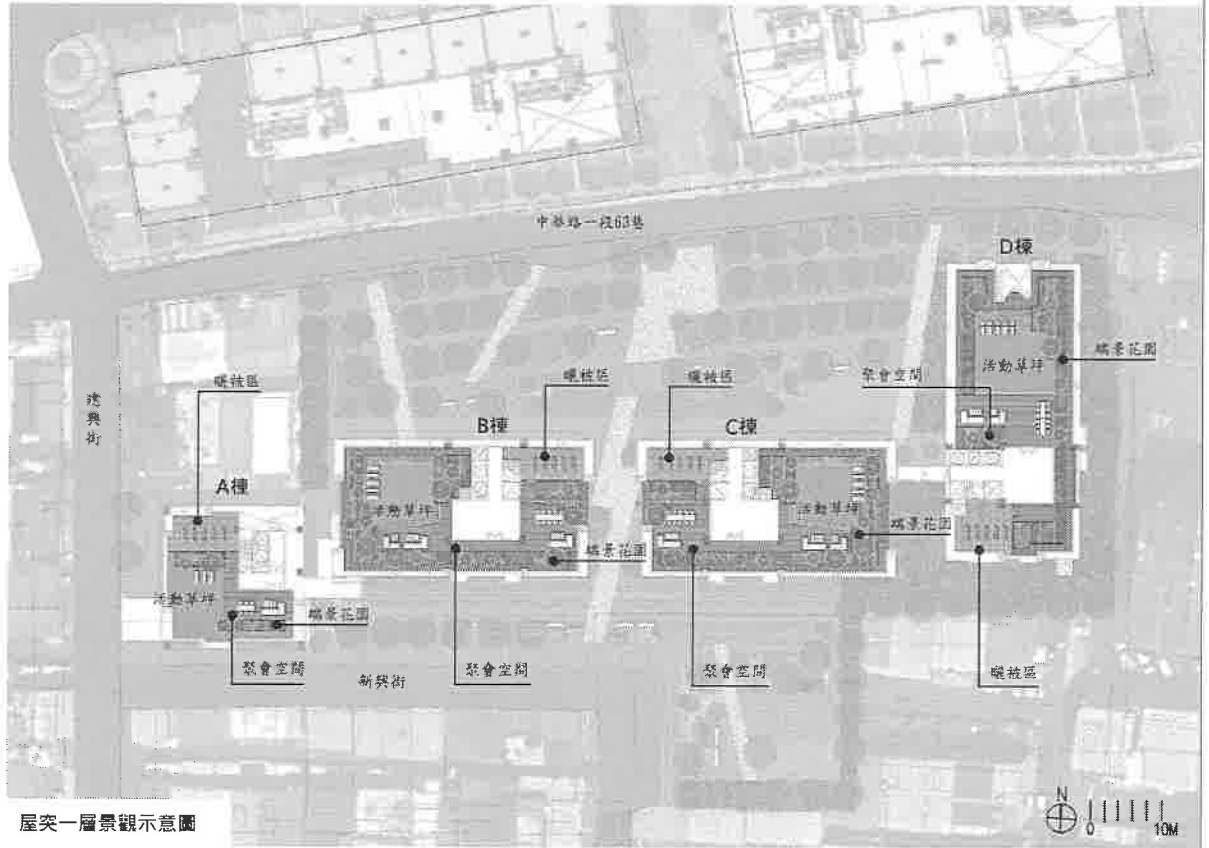 中華路一段63巷
D棟
端景花園
活動草坪
聚會空間
曬被區
曬被區
曬被區
B棟
C棟
建興街
A棟
活動草坪
活動草坪
端景花園
端景花園
活動草坪
端景花園
聚會空間
新興街
聚會空間
聚會空間
曬被區
屋突一層景觀示意圖
N
0
10M